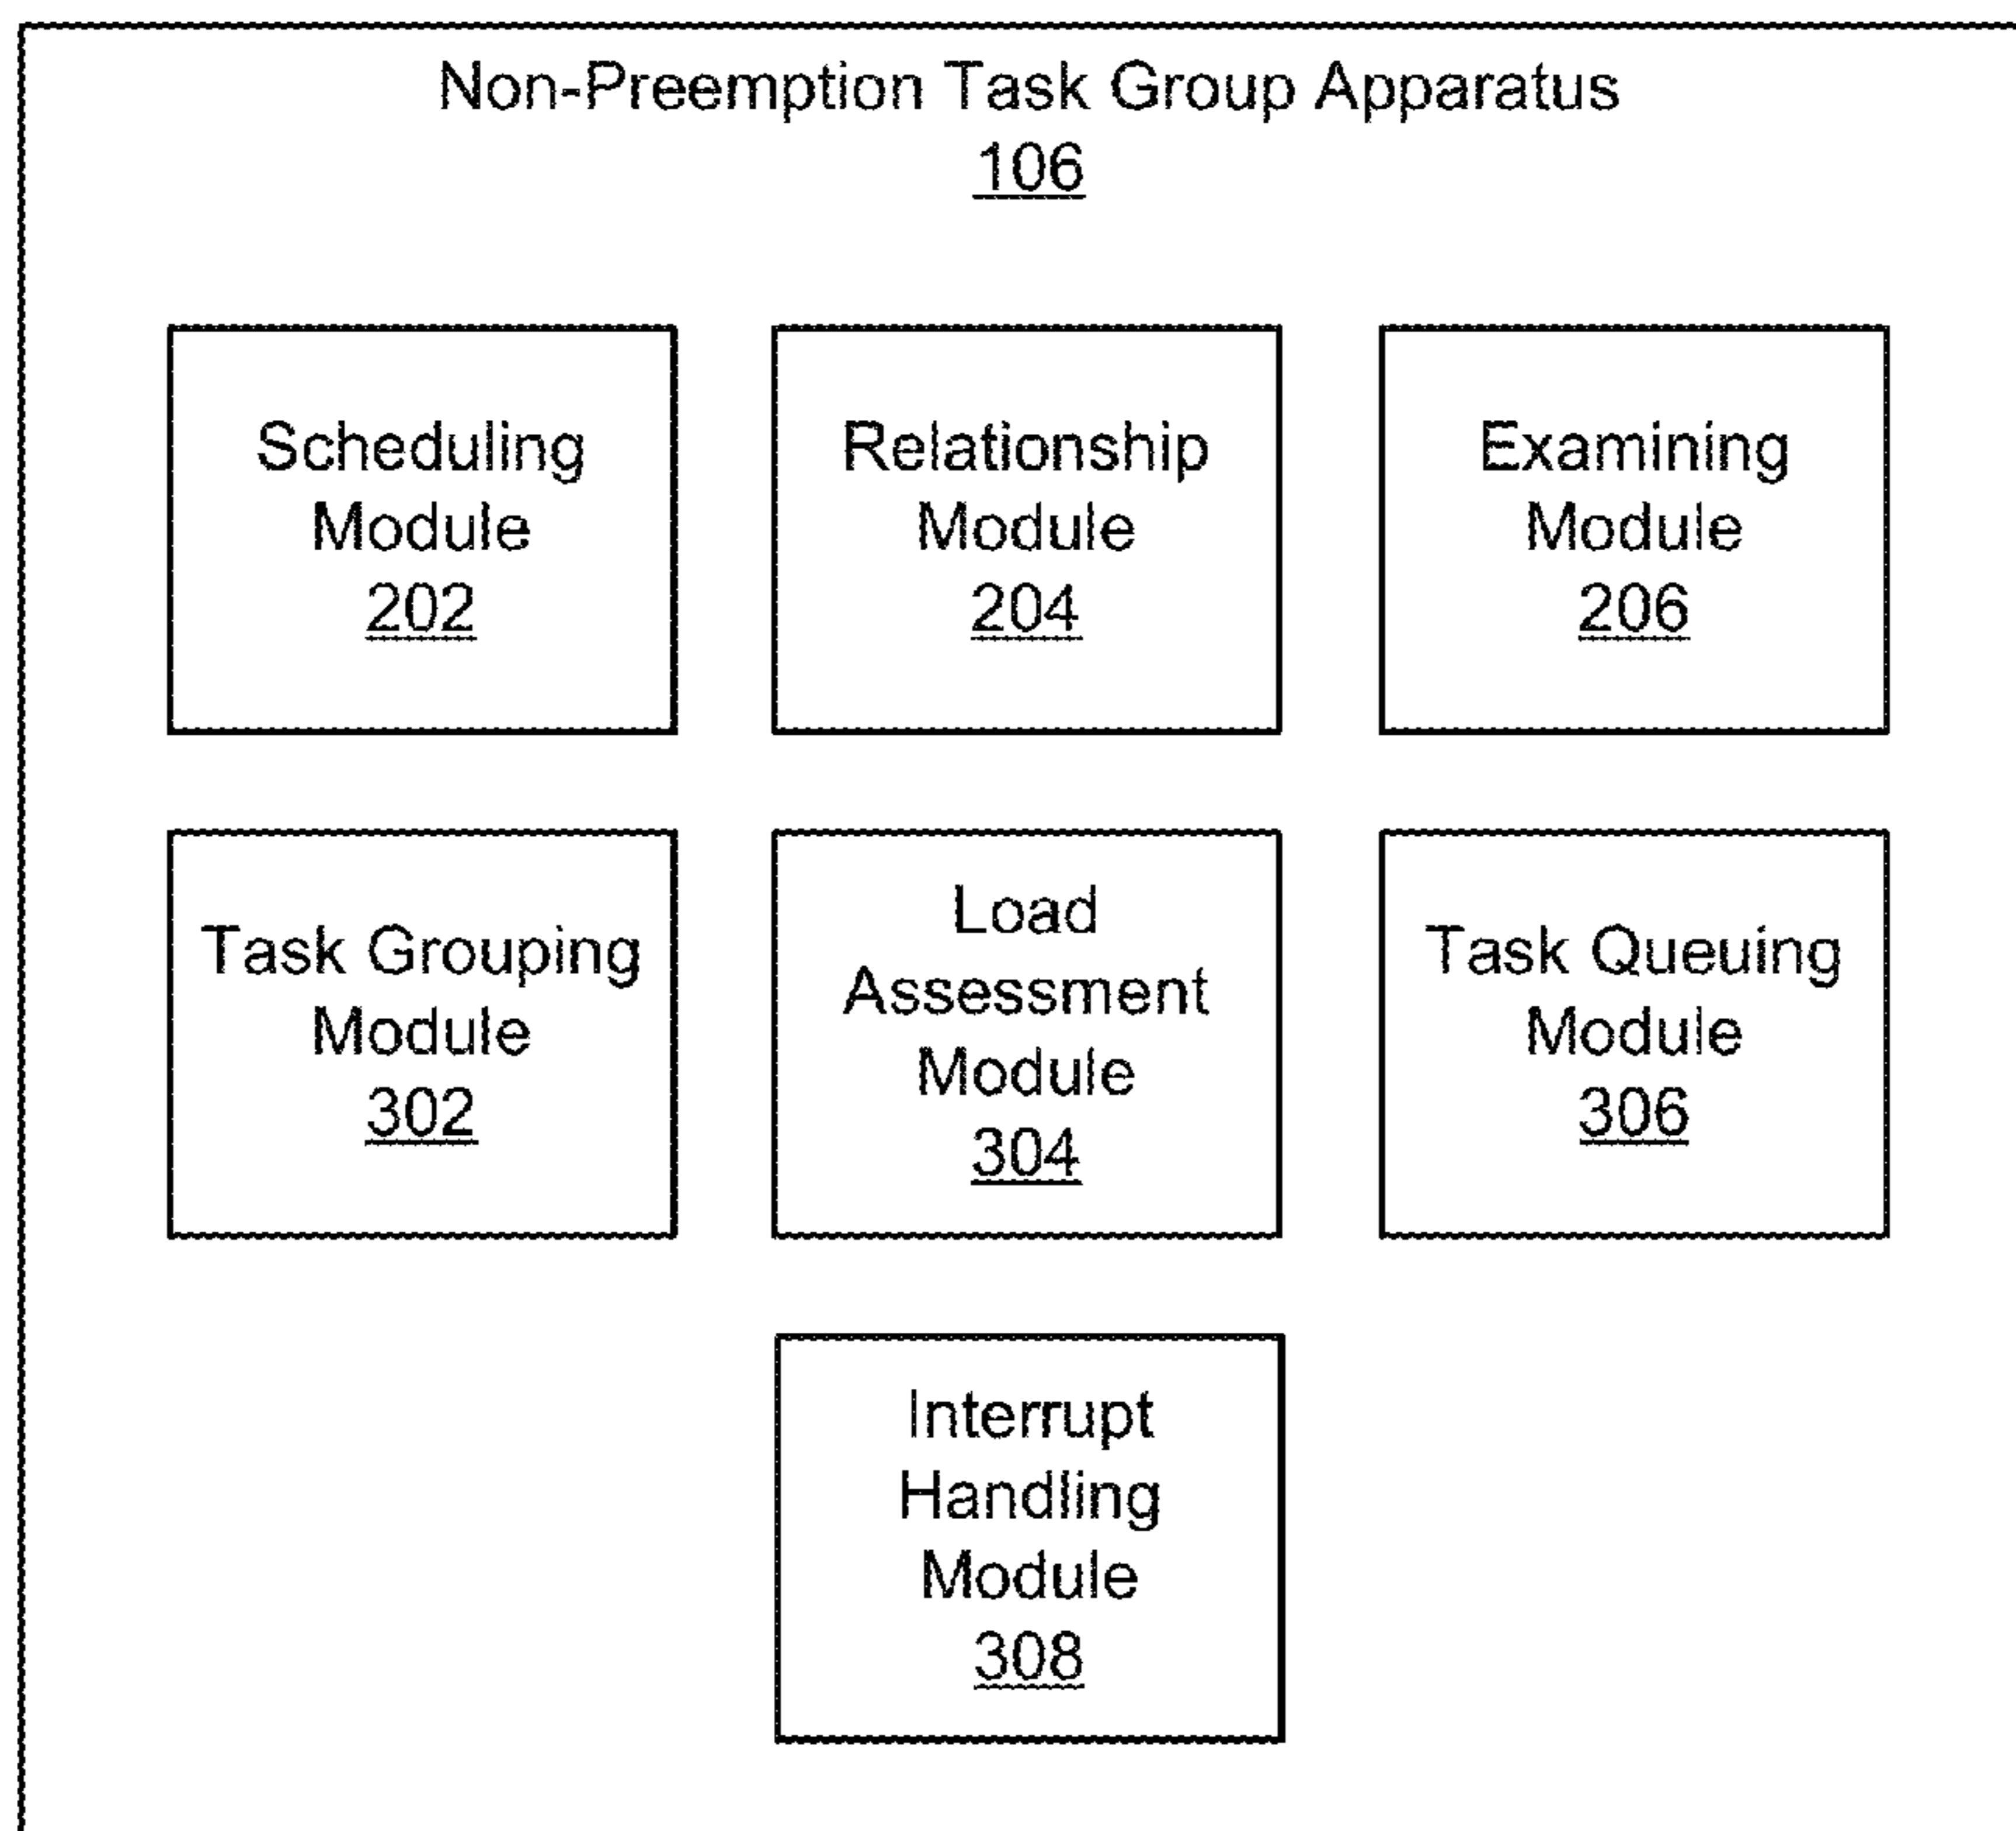 Non-Preemption Task Group Apparatus
106
Scheduling
Module
202
Relationship
Module
204
Examining
Module
206
Task Grouping
Module
302
Load
Assessment
Module
304
Task Queuing
Module
306
Interrupt
Handling
Module
308